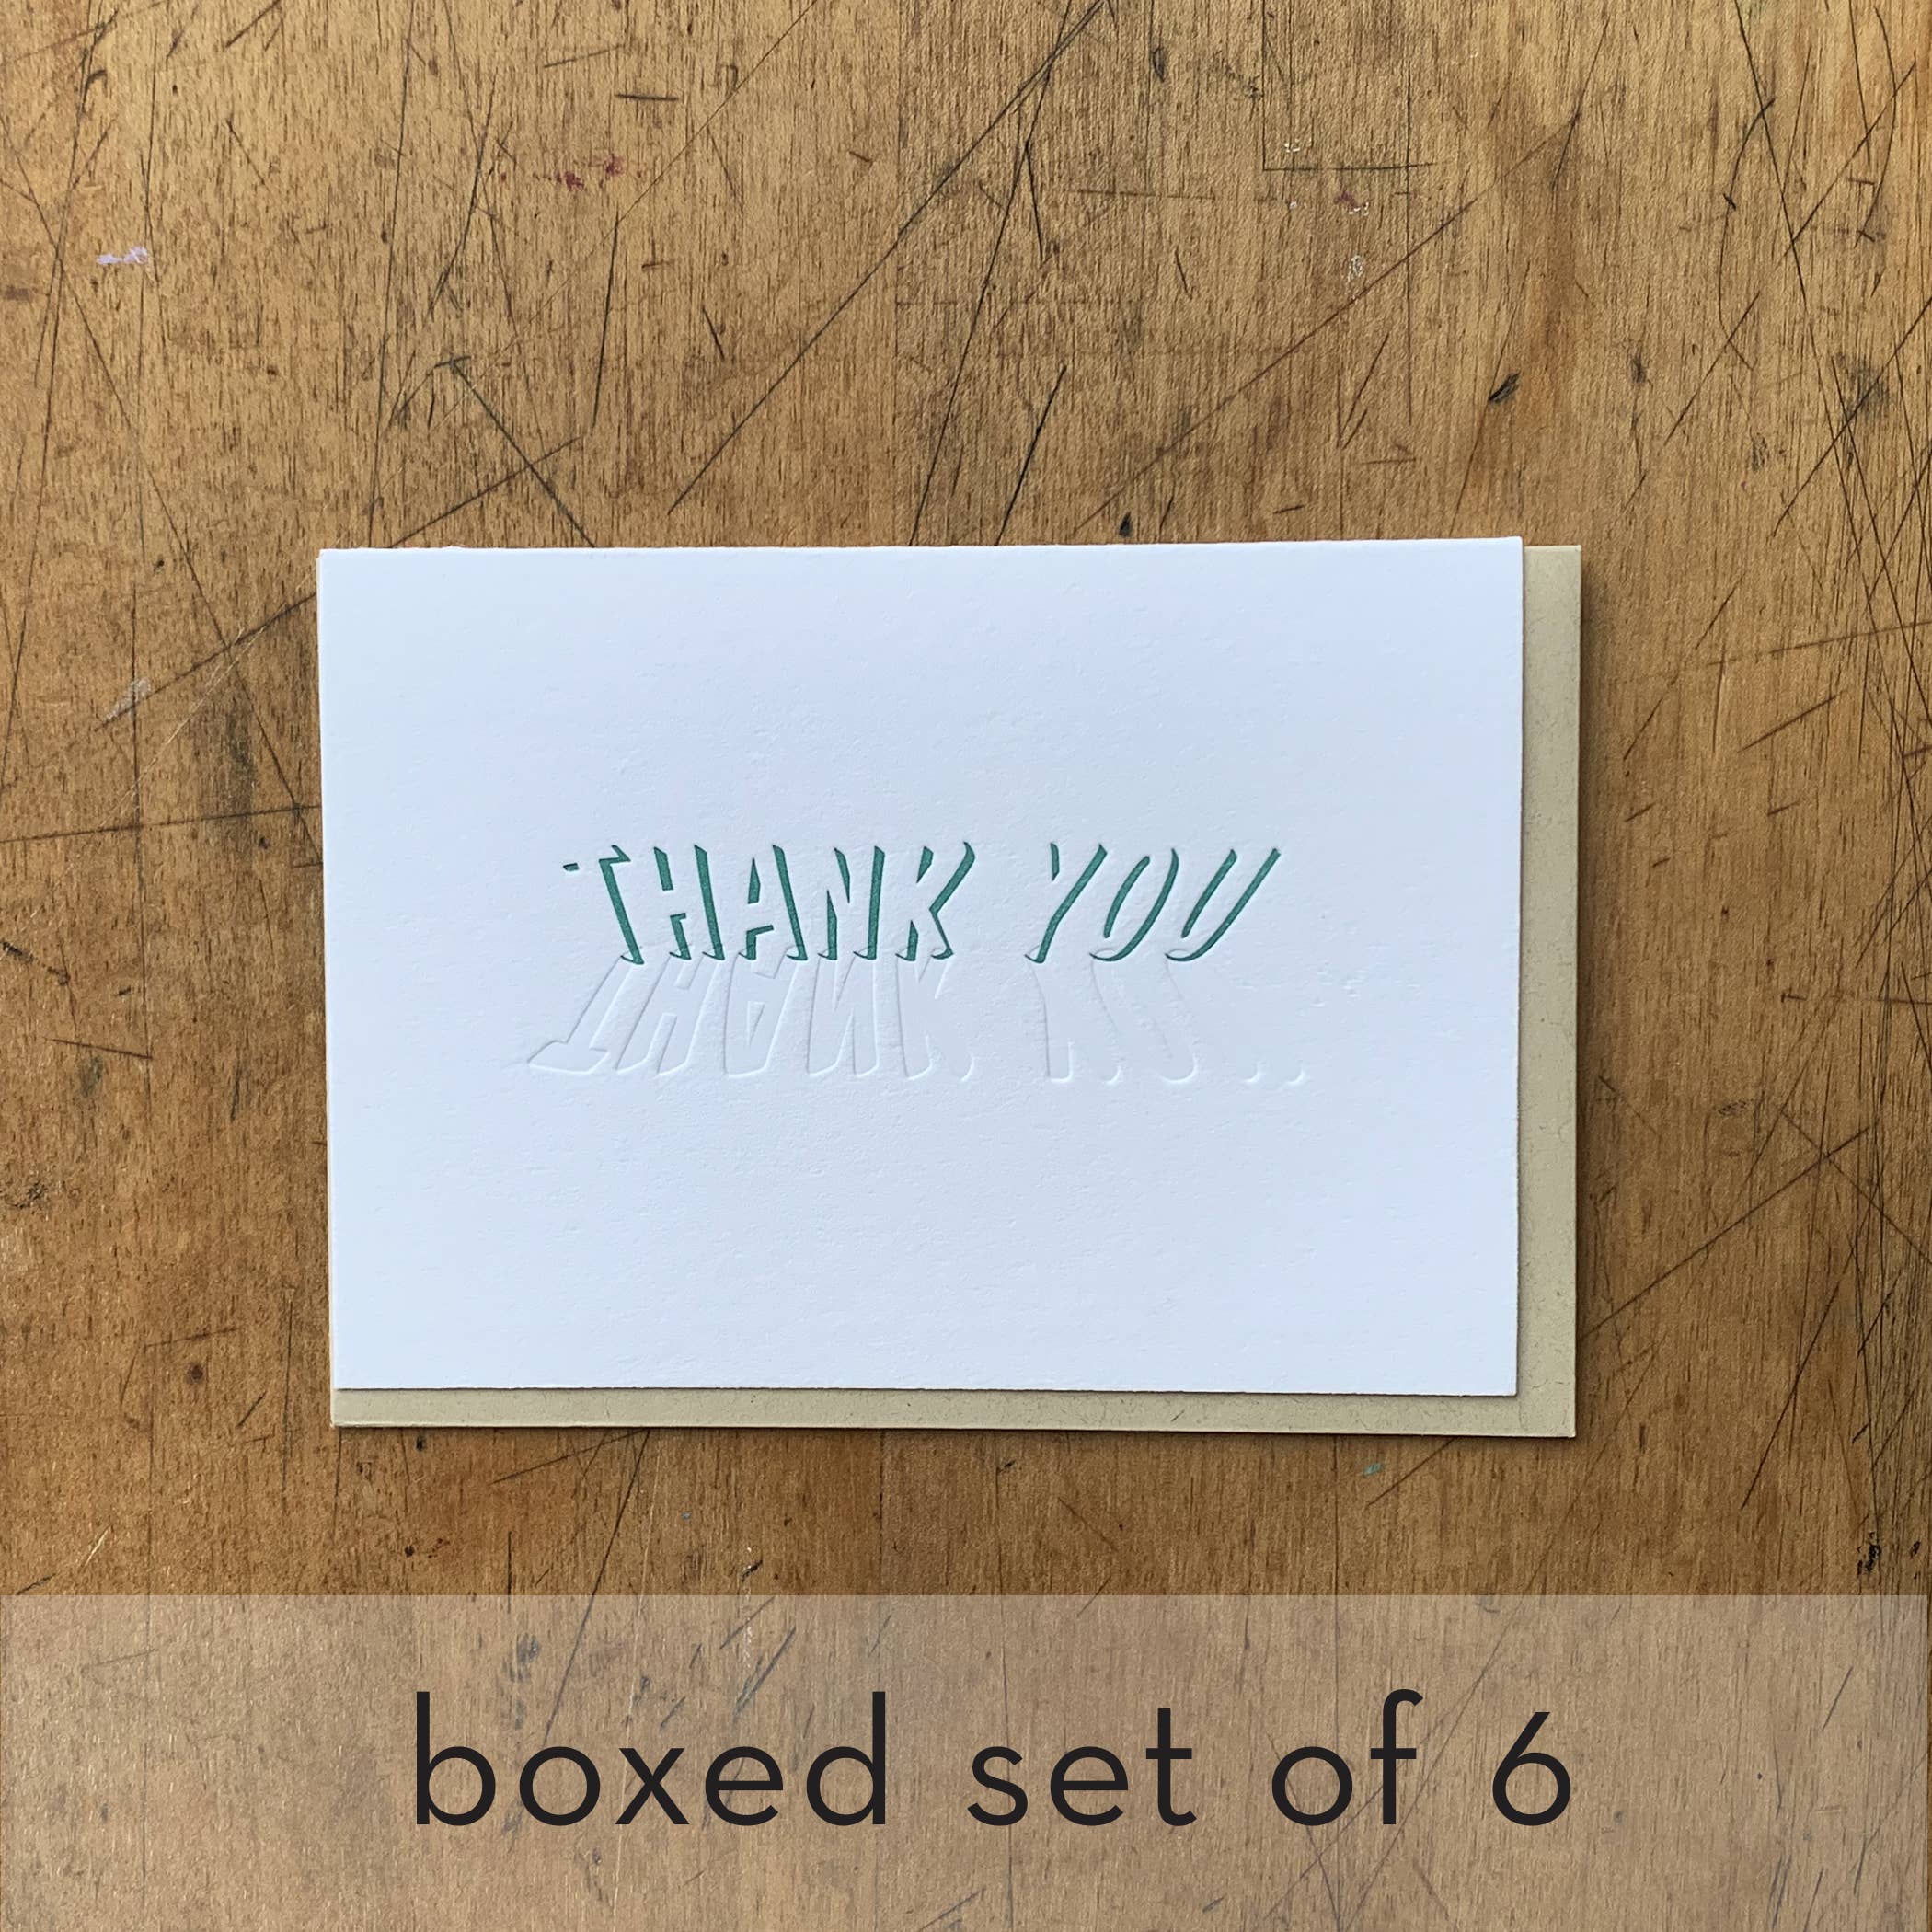 THANK YOU
boxed set of 6